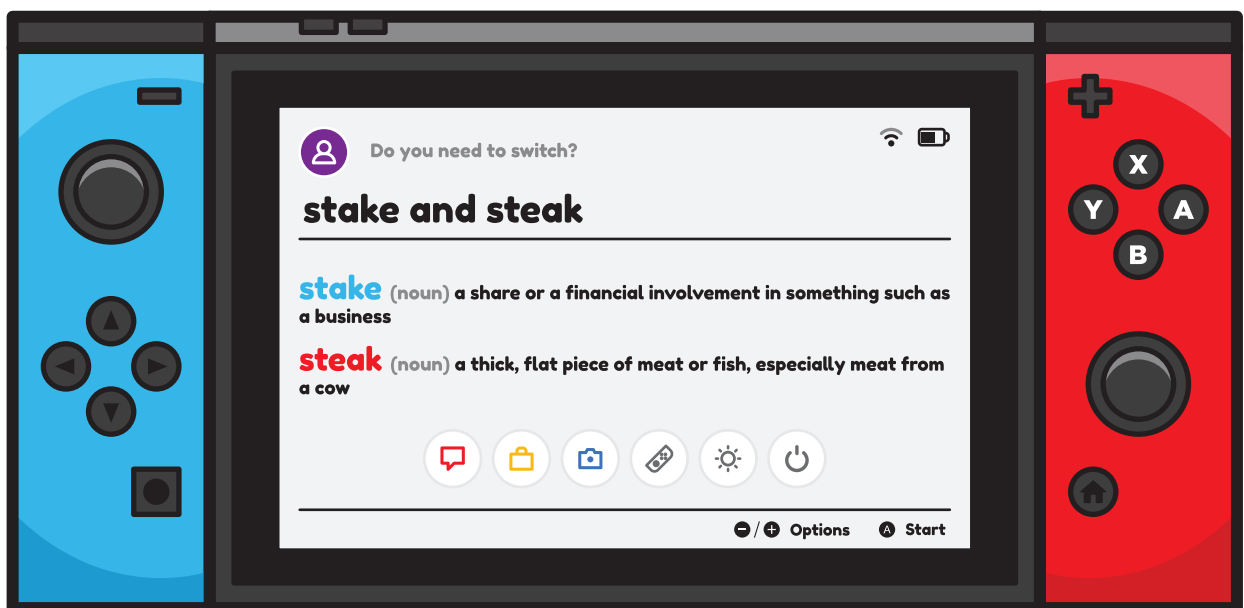 Do you need to switch?
stake and steak
stake (noun) a share or a financial involvement in something such as
a business
steak (noun) a thick, flat piece of meat or fish, especially meat from
a cow
−/+ Options A Start
X
Y A
B